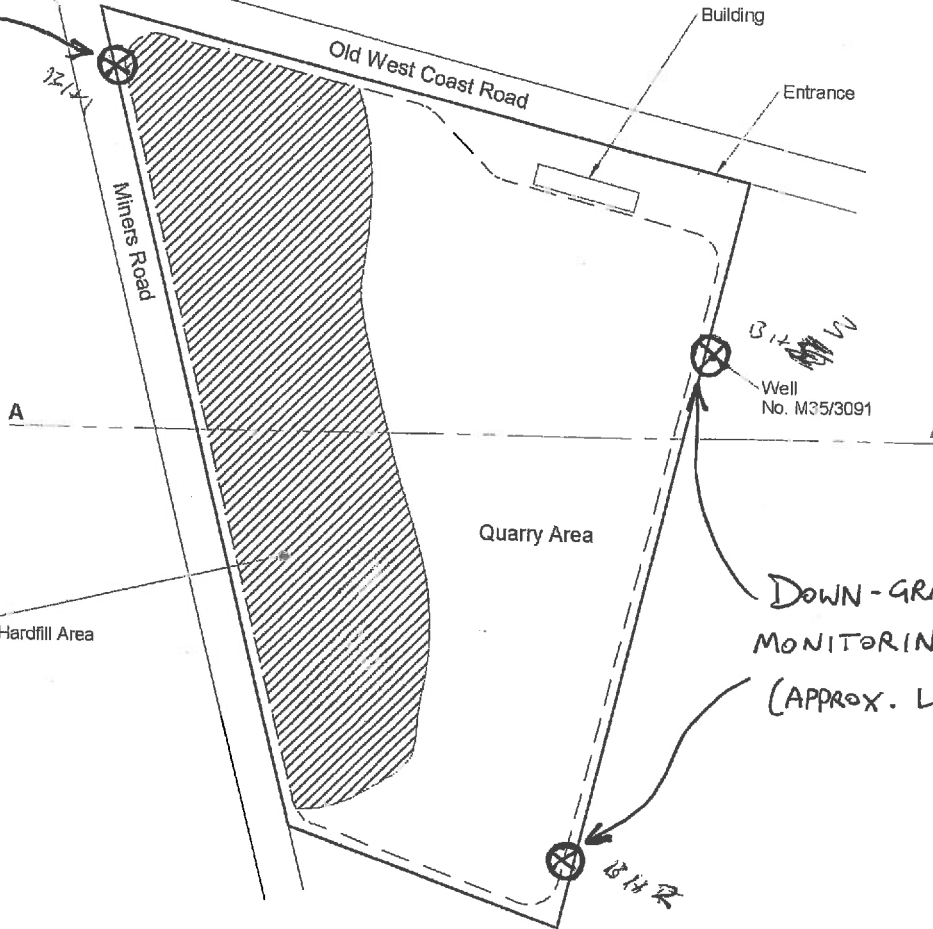 Building
Old West Coast Road
Entrance
Miners Road
Well
No. M35/3091
A
Quarry Area
Hardfill Area
DOWN-GRA
MONITORIN
(APPROX. L